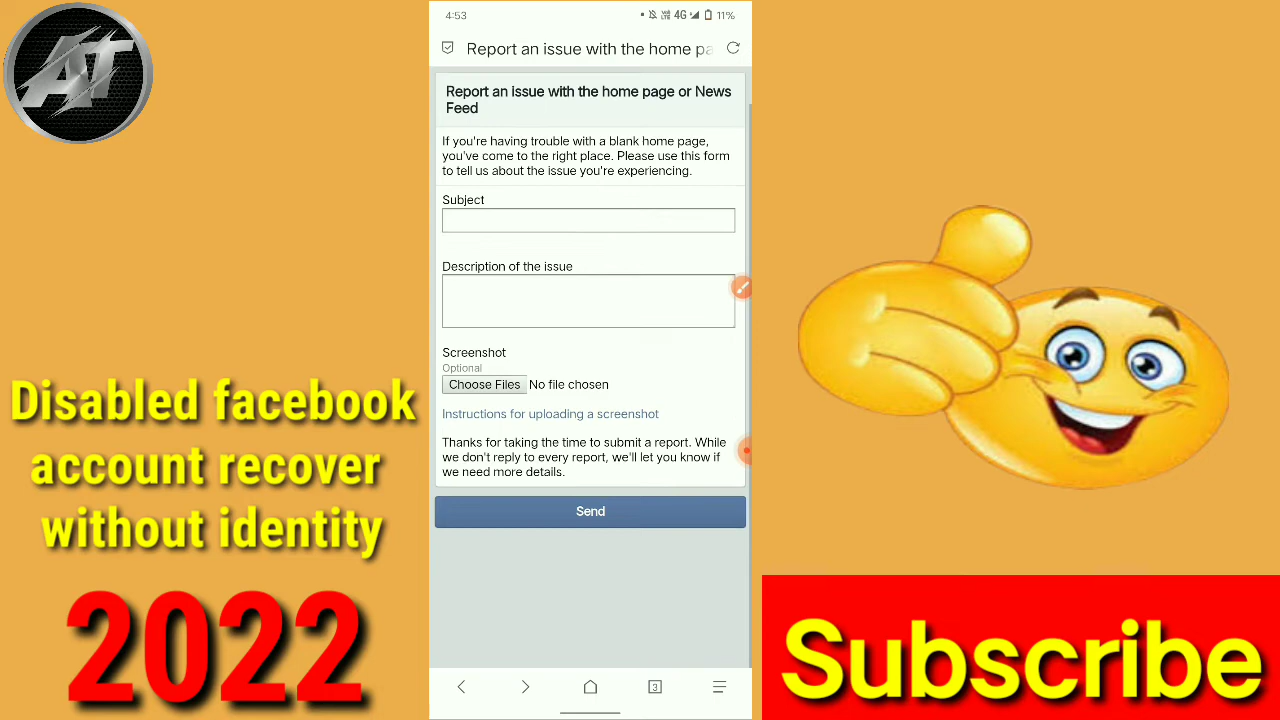 AT
Disabled facebook
account recover
without identity
2022
4:53
4G
11%
Report an issue with the home pa
Report an issue with the home page or News
Feed
If you're having trouble with a blank home page,
you've come to the right place. Please use this form
to tell us about the issue you're experiencing.
Subject
Description of the issue
Screenshot
Optional
Choose Files No file chosen
Instructions for uploading a screenshot
Thanks for taking the time to submit a report. While
we don't reply to every report, we'll let you know if
we need more details.
Send
3
Subscribe